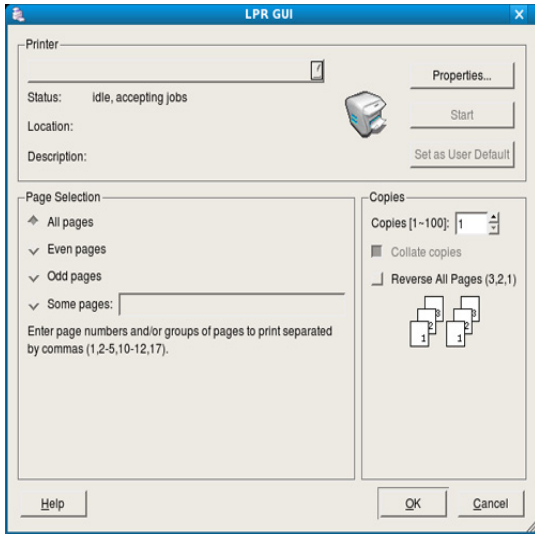 LPR GUI
Printer
Properties...
Status: idle, accepting jobs
Start
Location:
Description:
Set as User Default
Page Selection
All pages
Even pages
Odd pages
Some pages:
Enter page numbers and/or groups of pages to print separated
by commas (1,2-5,10-12,17).
Copies
Copies [1~100]: 1
Collate copies
Reverse All Pages (3,2,1)
3 3
2 2
1 1
Help
OK
Cancel